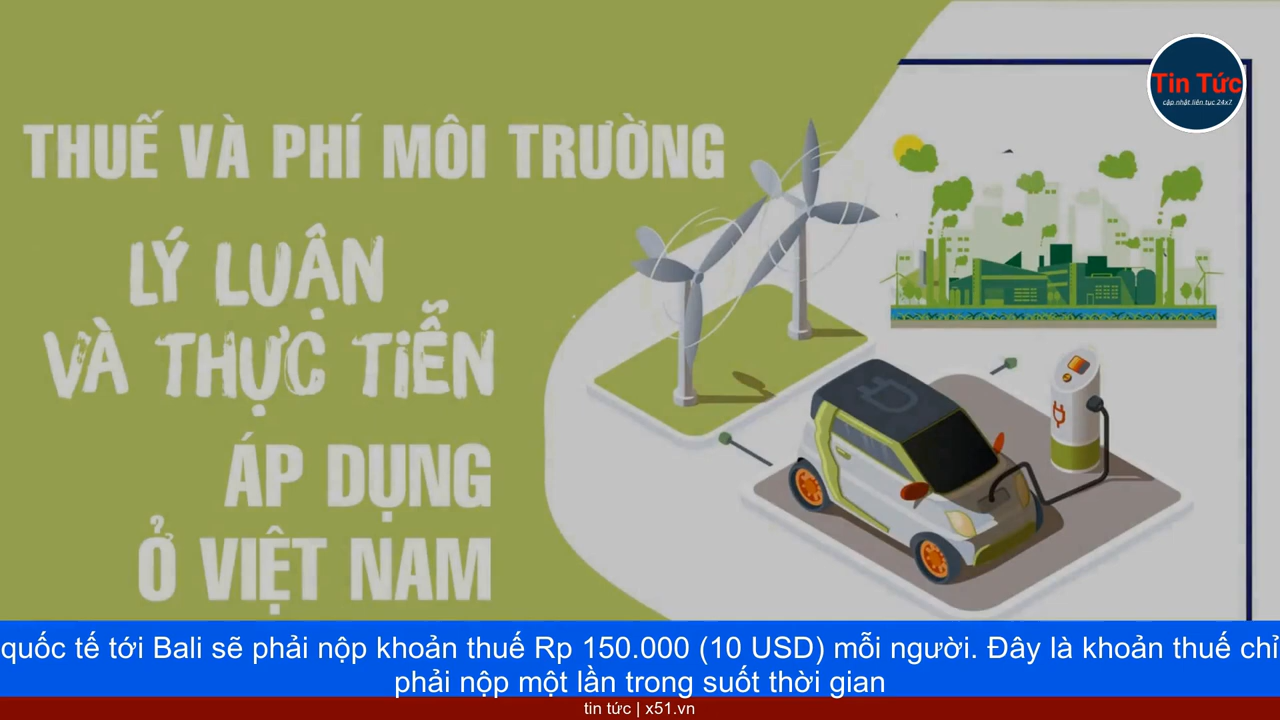 Tin Tức
cập nhật liên tục 24x7
THUẾ VÀ PHÍ MÔI TRƯỜNG
LÝ LUẬN
VÀ THỰC TIỄN
ÁP DỤNG
Ở VIỆT NAM
quốc tế tới Bali sẽ phải nộp khoản thuế Rp 150.000 (10 USD) mỗi người. Đây là khoản thuế chỉ
phải nộp một lần trong suốt thời gian
tin tức | x51.vn